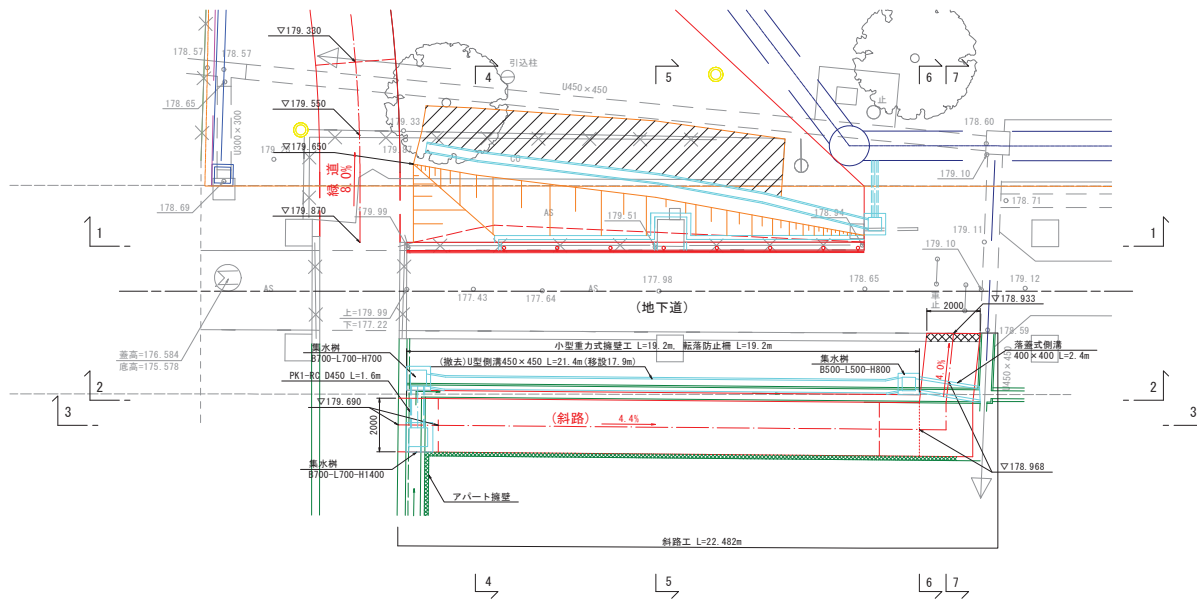 ▽179.330
178.57
178.57
引込柱
4
5
6
7
U450×450
止
178.65
▽179.550
179.33
U300×300
178.60
▽179.650
CO
179.10
緑道
8.0%
178.69
178.71
▽179.870
179.99
AS
179.51
178.94
1
1
179.11
179.10
AS
177.43
177.64
AS
177.98
178.65
179.12
(地下道)
車止
▽178.933
2000
上=179.99
下=177.22
178.59
蓋高=176.584
底高=175.578
集水桝
B700-L700-H700
小型重力式擁壁工 L=19.2m, 転落防止柵 L=19.2m
(撤去)U型側溝450×450 L=21.4m(移設17.9m)
集水桝
B500-L500-H800
落蓋式側溝
400×400 L=2.4m
PK1-RC D450 L=1.6m
4.0%
U450×450
2
2
3
3
▽179.690
(斜路)
4.4%
2000
集水桝
B700-L700-H1400
▽178.968
アパート擁壁
斜路工 L=22.482m
4
5
6
7